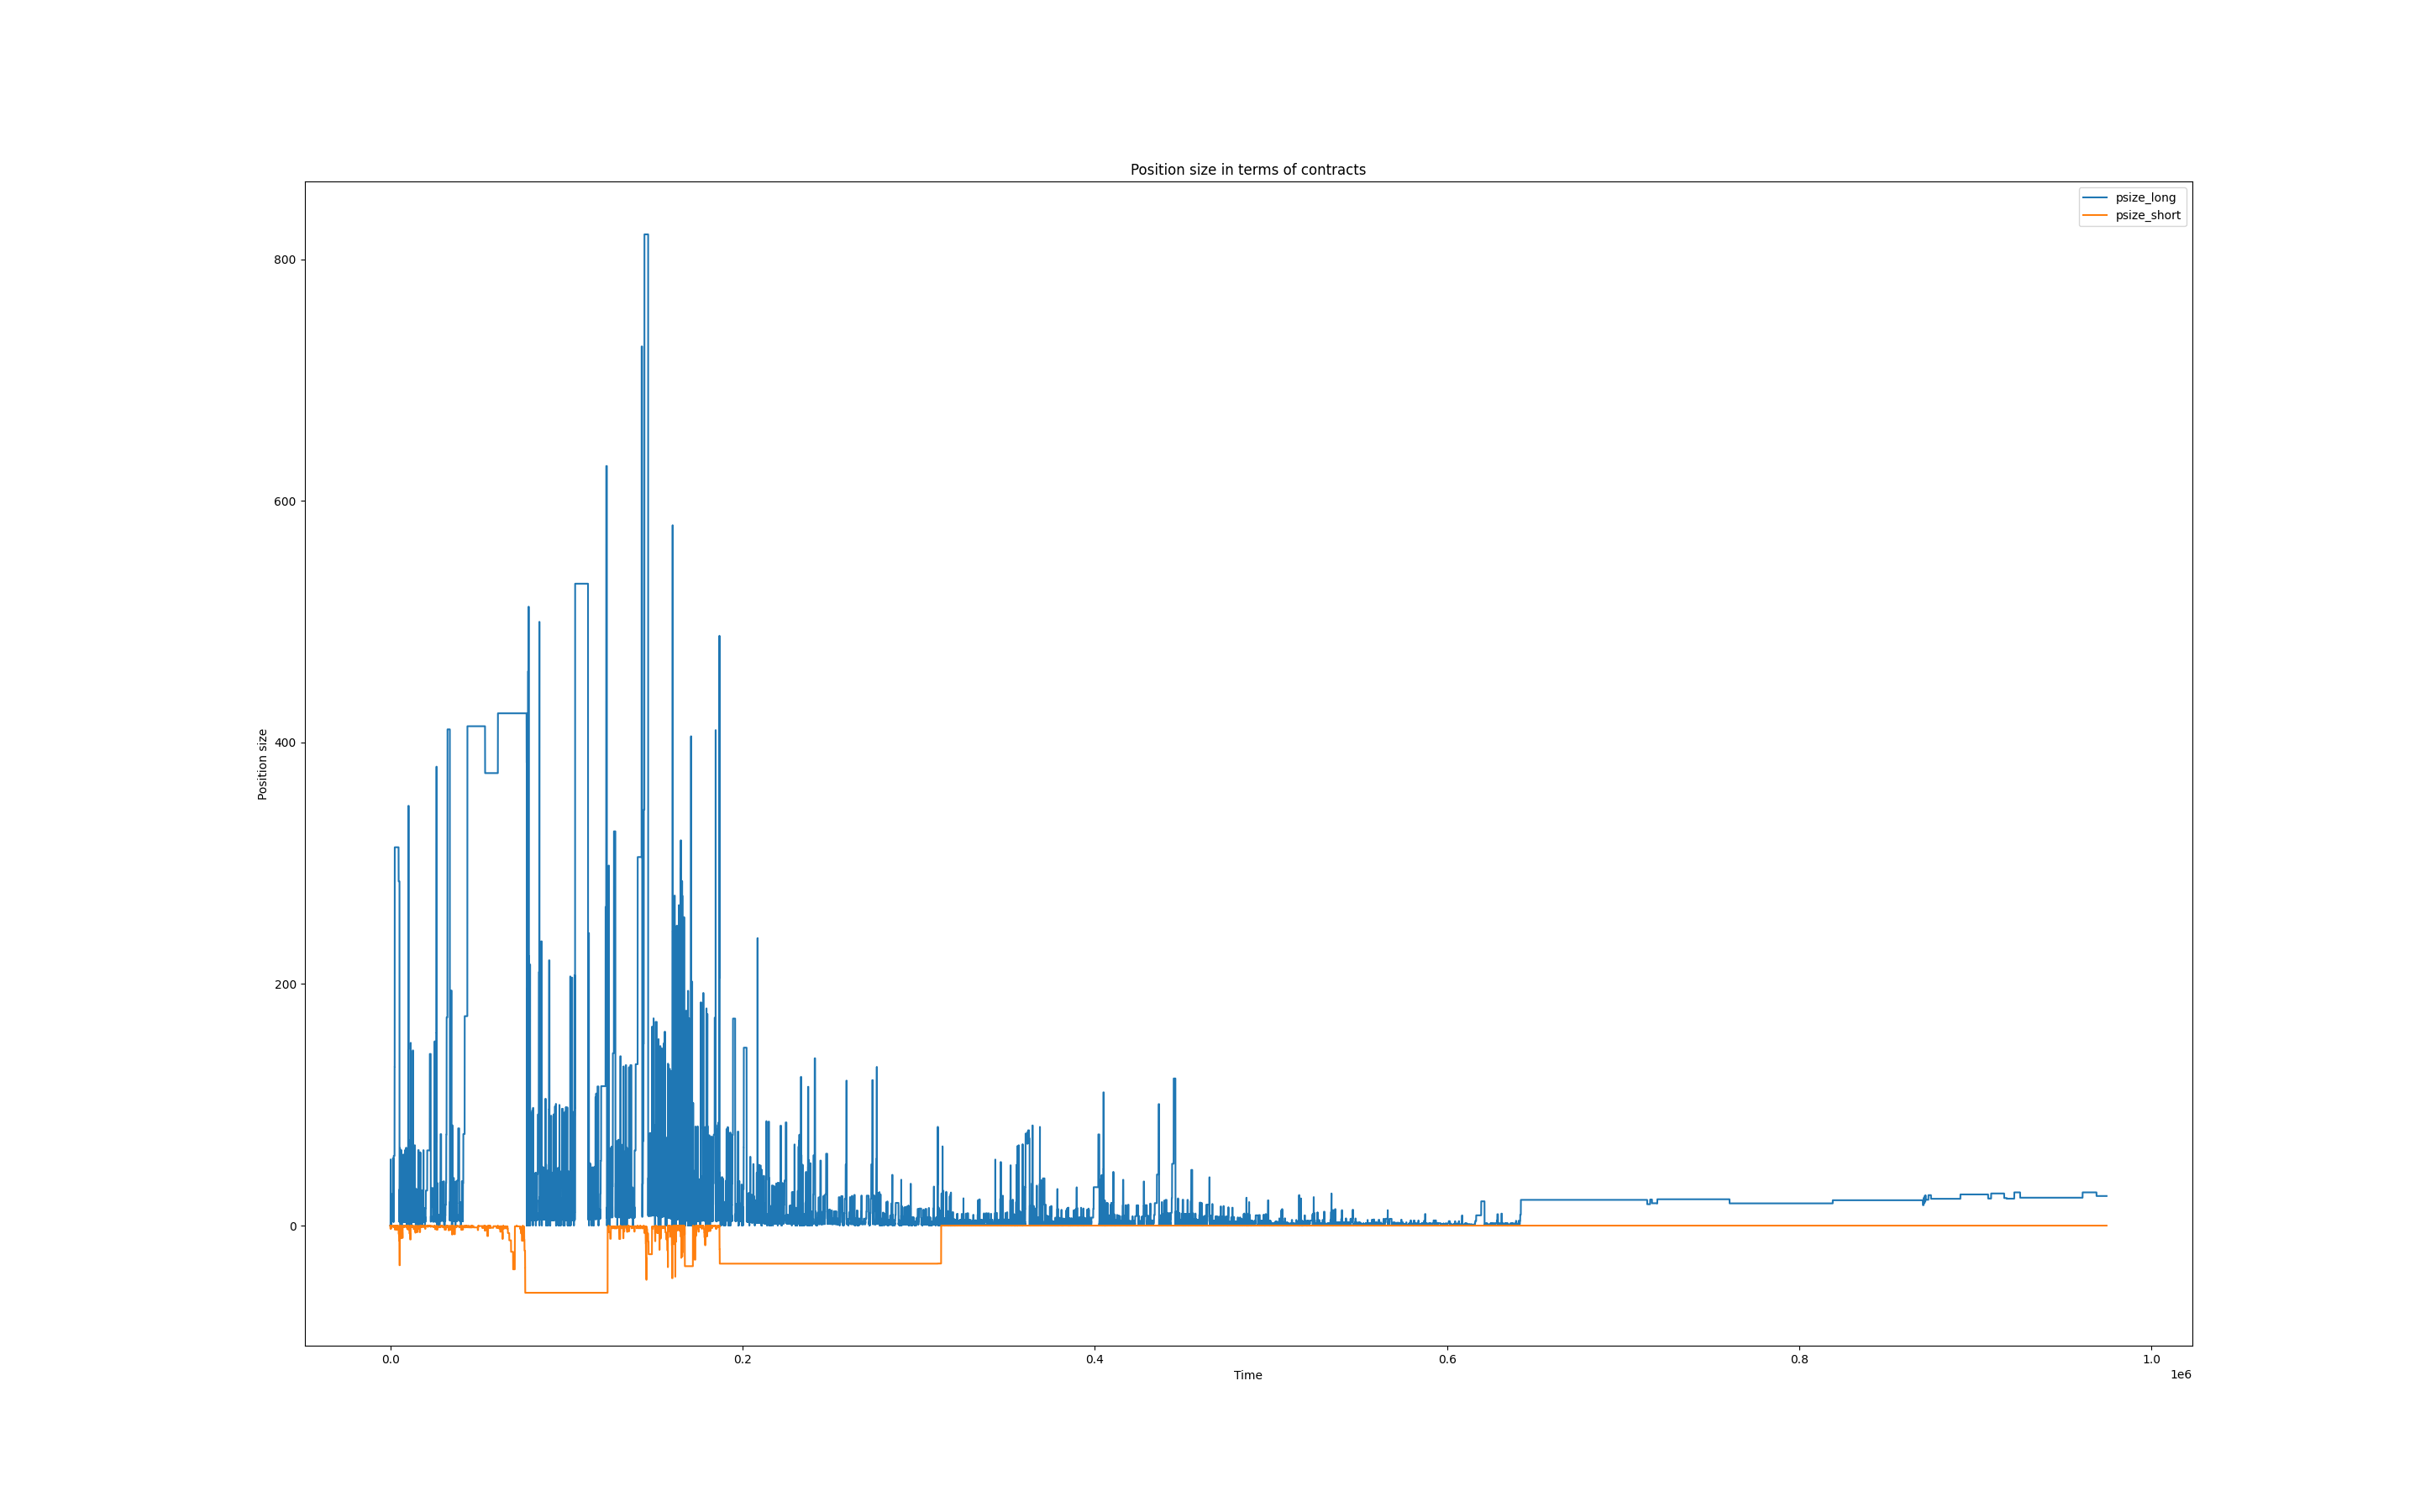 Position size in terms of contracts
psize_long
psize_short
800
600
400
200
0
Position size
0.0 0.2 0.4 0.6 0.8 1.0
1e6
Time